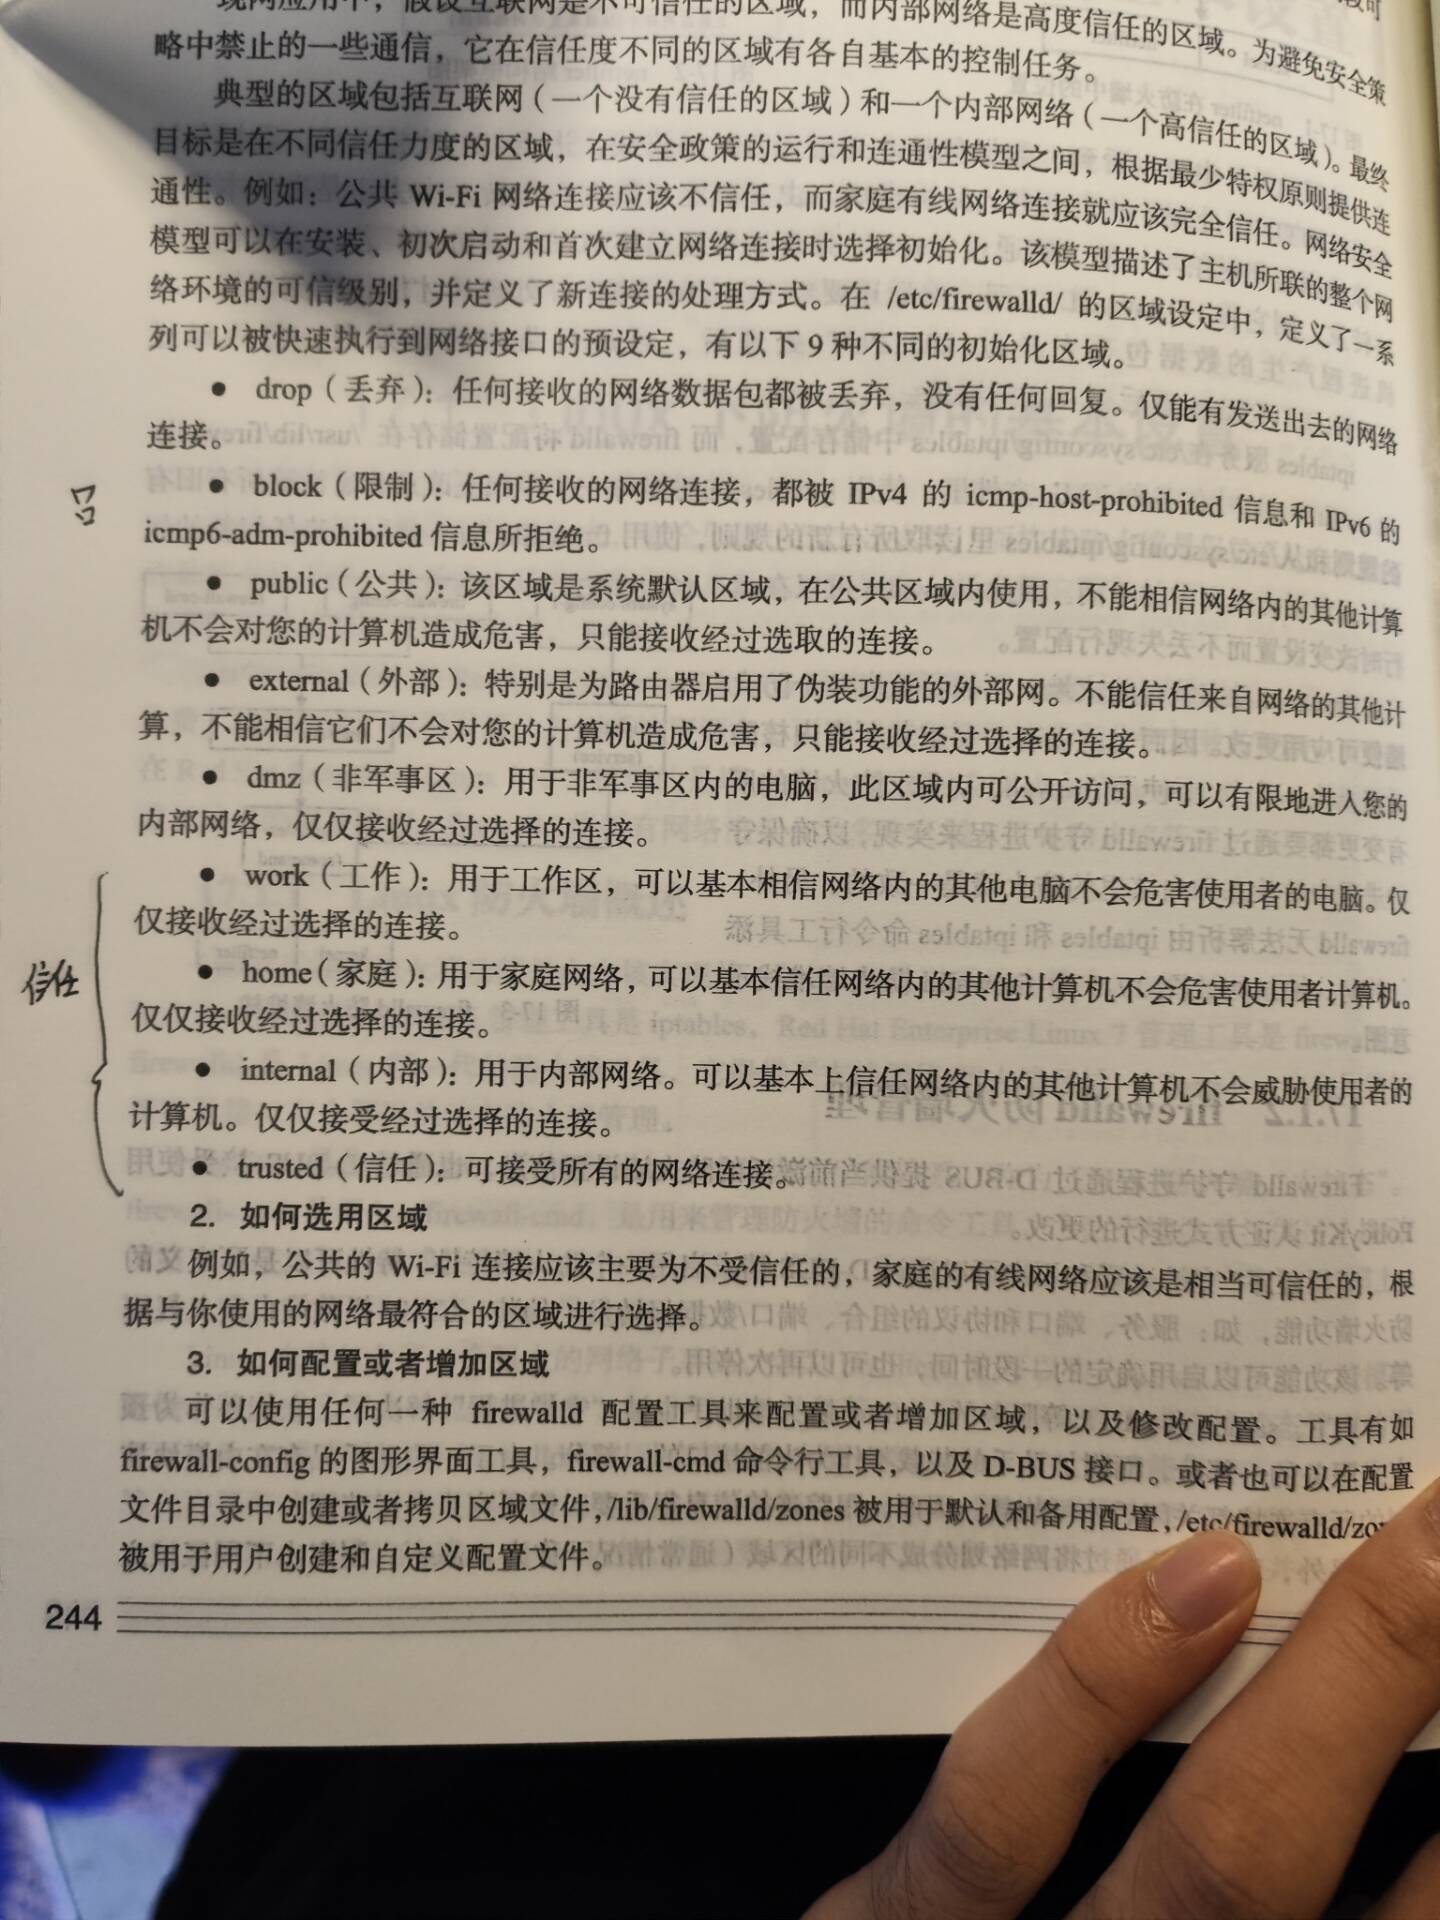 现网应用中，假设互联网是不可信任的区域，而内部网络是高度信任的区域。为避免安全策
略中禁止的一些通信，它在信任度不同的区域有各自基本的控制任务。
典型的区域包括互联网（一个没有信任的区域）和一个内部网络（一个高信任的区域）。最终
目标是在不同信任力度的区域，在安全政策的运行和连通性模型之间，根据最少特权原则提供连
通性。例如：公共 Wi-Fi 网络连接应该不信任，而家庭有线网络连接就应该完全信任。网络安全
模型可以在安装、初次启动和首次建立网络连接时选择初始化。该模型描述了主机所联的整个网
络环境的可信级别，并定义了新连接的处理方式。在 /etc/firewalld/ 的区域设定中，定义了一系
列可以被快速执行到网络接口的预设定，有以下 9 种不同的初始化区域。
● drop（丢弃）：任何接收的网络数据包都被丢弃，没有任何回复。仅能有发送出去的网络
连接。
● block（限制）：任何接收的网络连接，都被 IPv4 的 icmp-host-prohibited 信息和 IPv6 的
icmp6-adm-prohibited 信息所拒绝。
● public（公共）：该区域是系统默认区域，在公共区域内使用，不能相信网络内的其他计算
机不会对您的计算机造成危害，只能接收经过选取的连接。
● external（外部）：特别是为路由器启用了伪装功能的外部网。不能信任来自网络的其他计
算，不能相信它们不会对您的计算机造成危害，只能接收经过选择的连接。
● dmz（非军事区）：用于非军事区内的电脑，此区域内可公开访问，可以有限地进入您的
内部网络，仅仅接收经过选择的连接。
● work（工作）：用于工作区，可以基本相信网络内的其他电脑不会危害使用者的电脑。仅
仅接收经过选择的连接。
信任
● home（家庭）：用于家庭网络，可以基本信任网络内的其他计算机不会危害使用者计算机。
仅仅接收经过选择的连接。
● internal（内部）：用于内部网络。可以基本上信任网络内的其他计算机不会威胁使用者的
计算机。仅仅接受经过选择的连接。
● trusted（信任）：可接受所有的网络连接。
2. 如何选用区域
例如，公共的 Wi-Fi 连接应该主要为不受信任的，家庭的有线网络应该是相当可信任的，根
据与你使用的网络最符合的区域进行选择。
3. 如何配置或者增加区域
可以使用任何一种 firewalld 配置工具来配置或者增加区域，以及修改配置。工具有如
firewall-config 的图形界面工具，firewall-cmd 命令行工具，以及 D-BUS 接口。或者也可以在配置
文件目录中创建或者拷贝区域文件，/lib/firewalld/zones 被用于默认和备用配置，/etc/firewalld/
被用于用户创建和自定义配置文件。
244